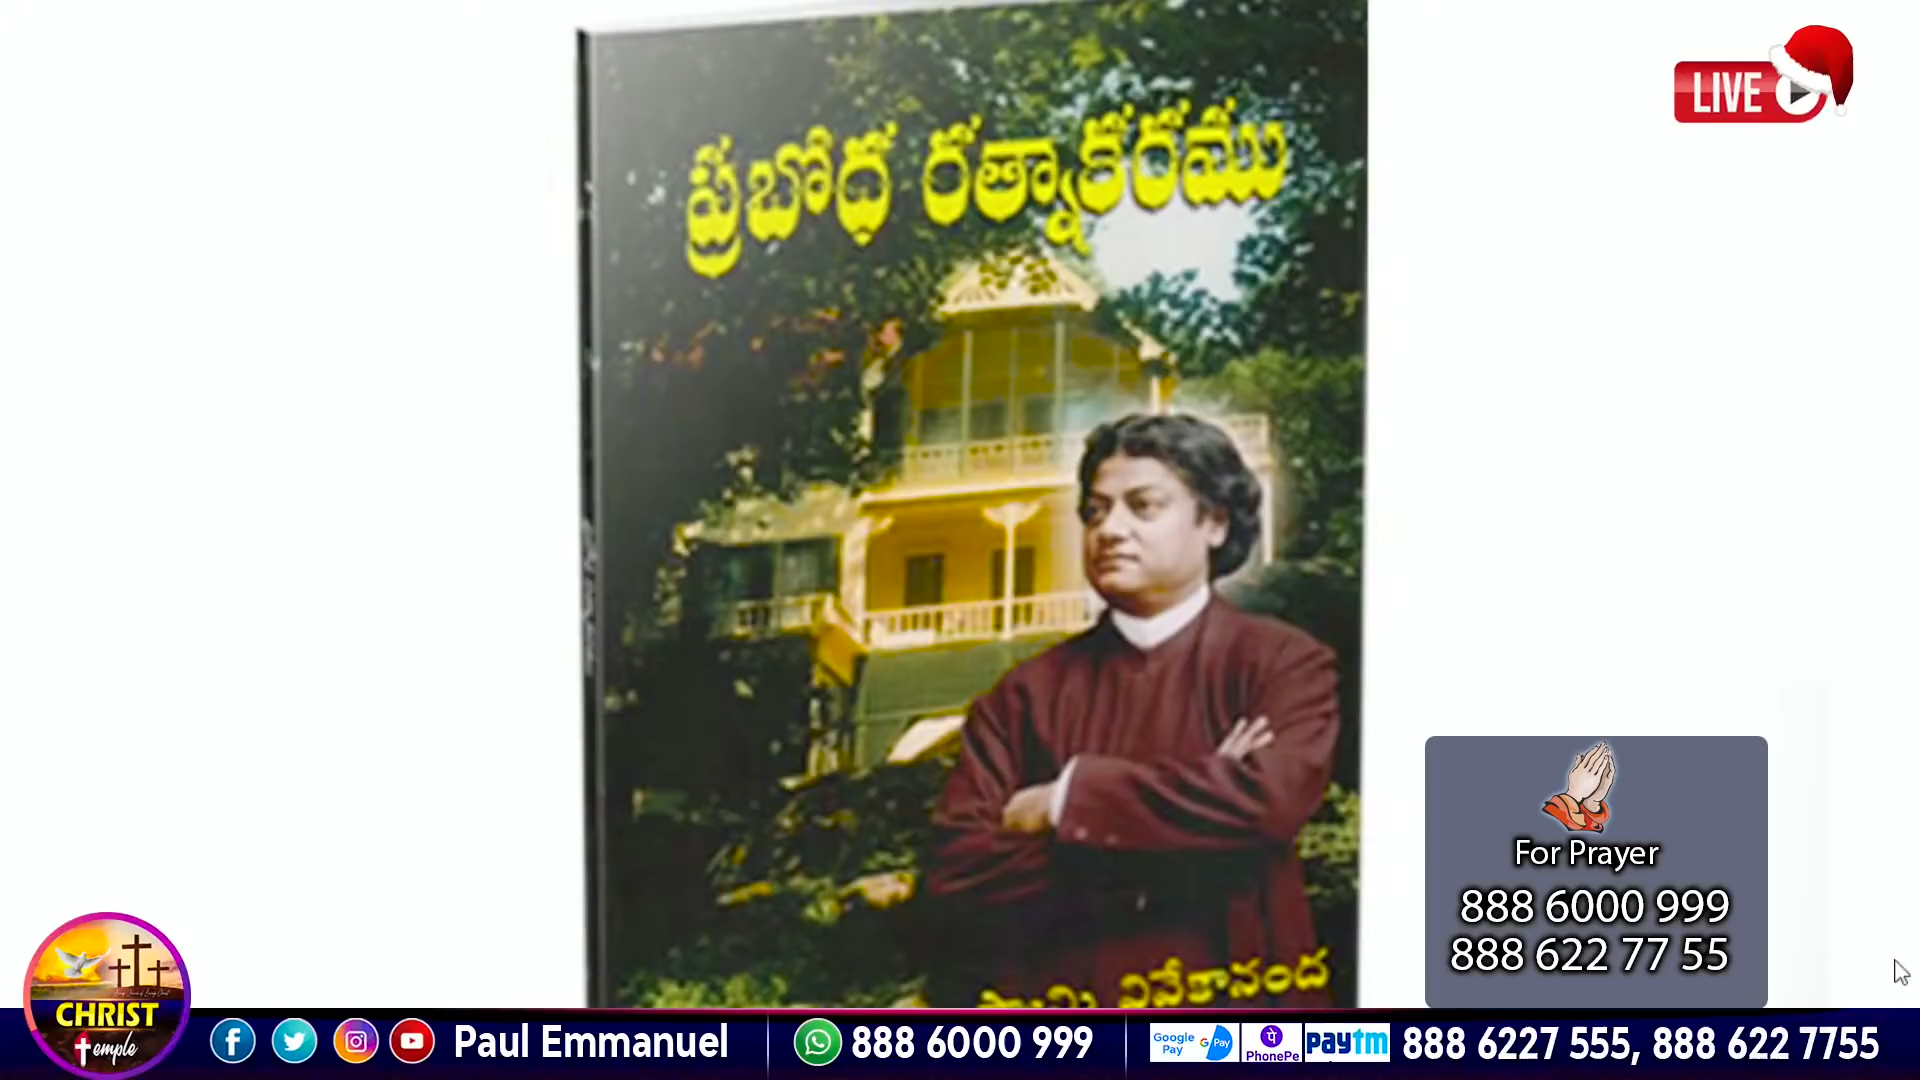 LIVE
ప్రబోధ రత్నాకరము
స్వామి వివేకానంద
For Prayer
888 6000 999
888 622 77 55
CHRIST
Temple
Paul Emmanuel
888 6000 999
Google Pay
G Pay
PhonePe
paytm
888 6227 555, 888 622 7755